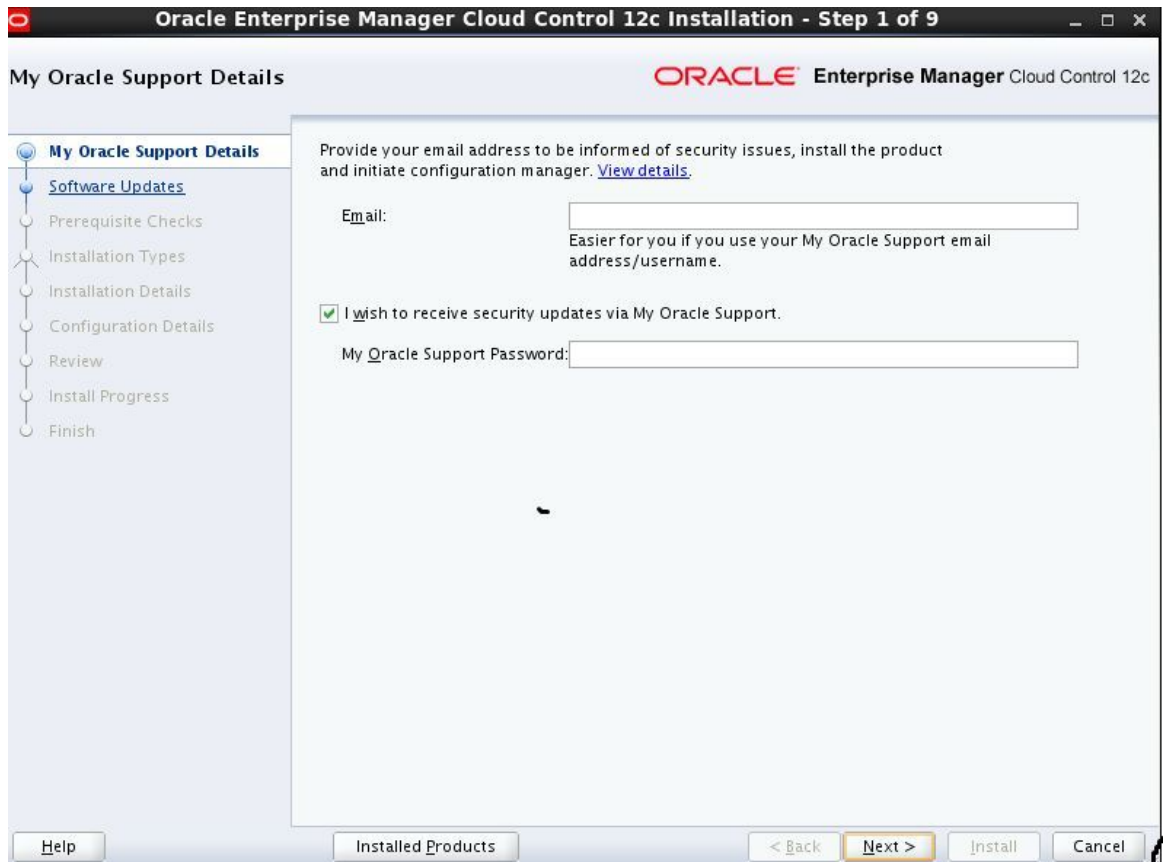 Oracle Enterprise Manager Cloud Control 12c Installation - Step 1 of 9
My Oracle Support Details
ORACLE Enterprise Manager Cloud Control 12c
My Oracle Support Details
Software Updates
Prerequisite Checks
Installation Types
Installation Details
Configuration Details
Review
Install Progress
Finish
Provide your email address to be informed of security issues, install the product
and initiate configuration manager. View details.
Email:
Easier for you if you use your My Oracle Support email
address/username.
I wish to receive security updates via My Oracle Support.
My Oracle Support Password:
Help
Installed Products
< Back
Next >
Install
Cancel